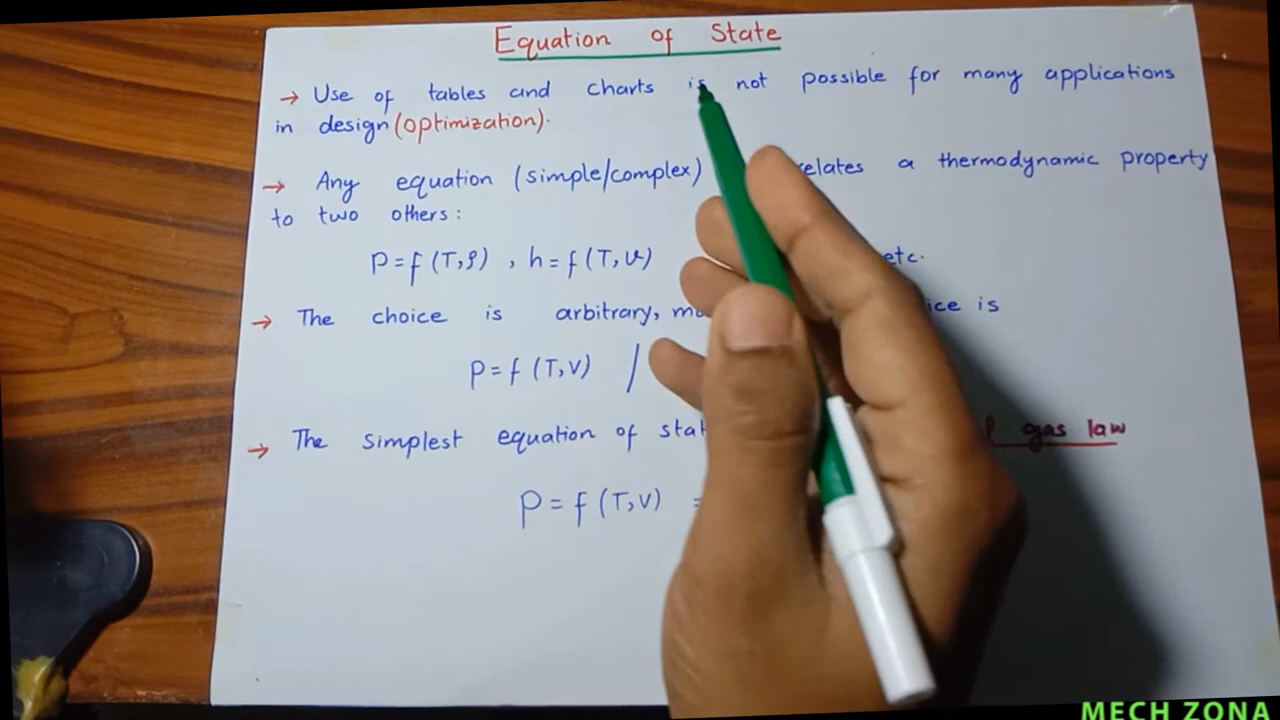 Equation of State
→ Use of tables and charts is not possible for many applications
in design (optimization).
→ Any equation (simple/complex) relates a thermodynamic property
to two others:
P = f (T,ρ) , h = f (T,v) etc.
→ The choice is arbitrary, is
P = f (T,V) /
→ The simplest equation of gas law
P = f (T,V) =
MECH ZONA